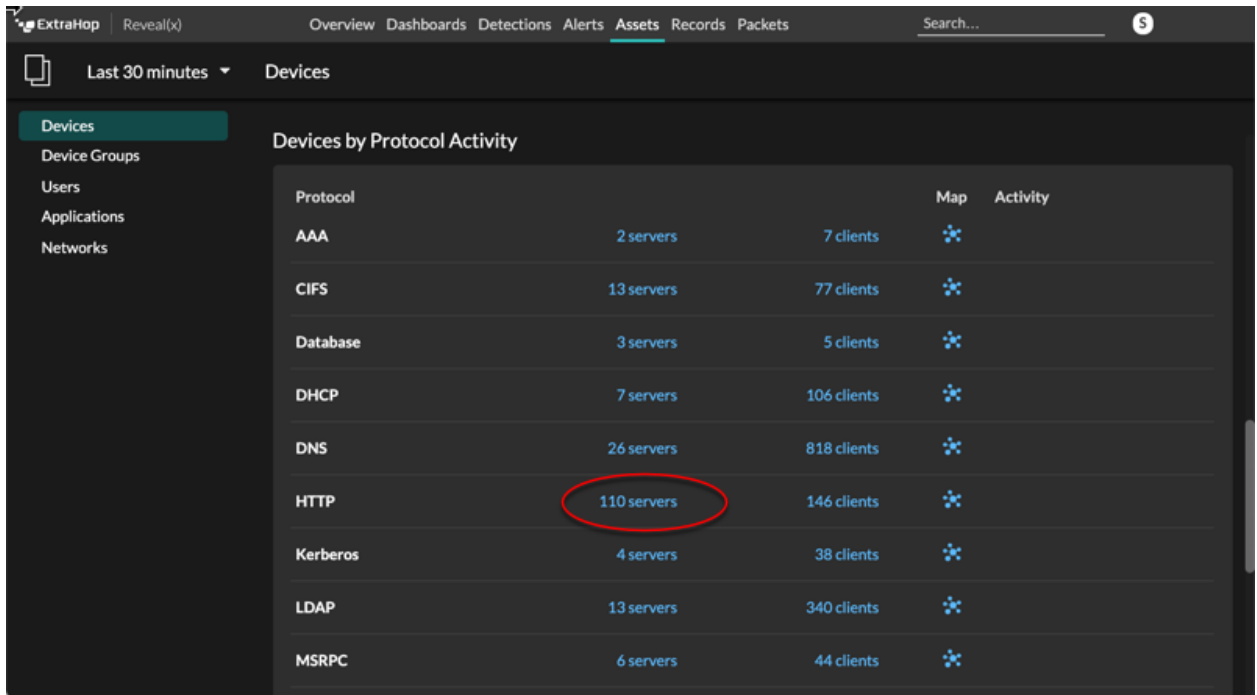 ExtraHop Reveal(x) Overview Dashboards Detections Alerts Assets Records Packets Search... S
Last 30 minutes Devices
Devices
Device Groups
Users
Applications
Networks
Devices by Protocol Activity
Protocol Map Activity
AAA 2 servers 7 clients
CIFS 13 servers 77 clients
Database 3 servers 5 clients
DHCP 7 servers 106 clients
DNS 26 servers 818 clients
HTTP 110 servers 146 clients
Kerberos 4 servers 38 clients
LDAP 13 servers 340 clients
MSRPC 6 servers 44 clients